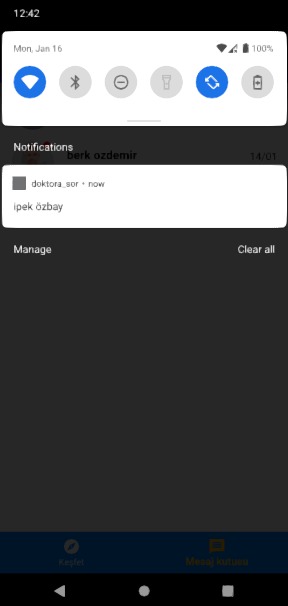 12:42
Mon, Jan 16
100%
Notifications
berk ozdemir
14/01
doktora_sor • now
ipek özbay
Manage
Clear all
Keşfet
Mesaj kutusu